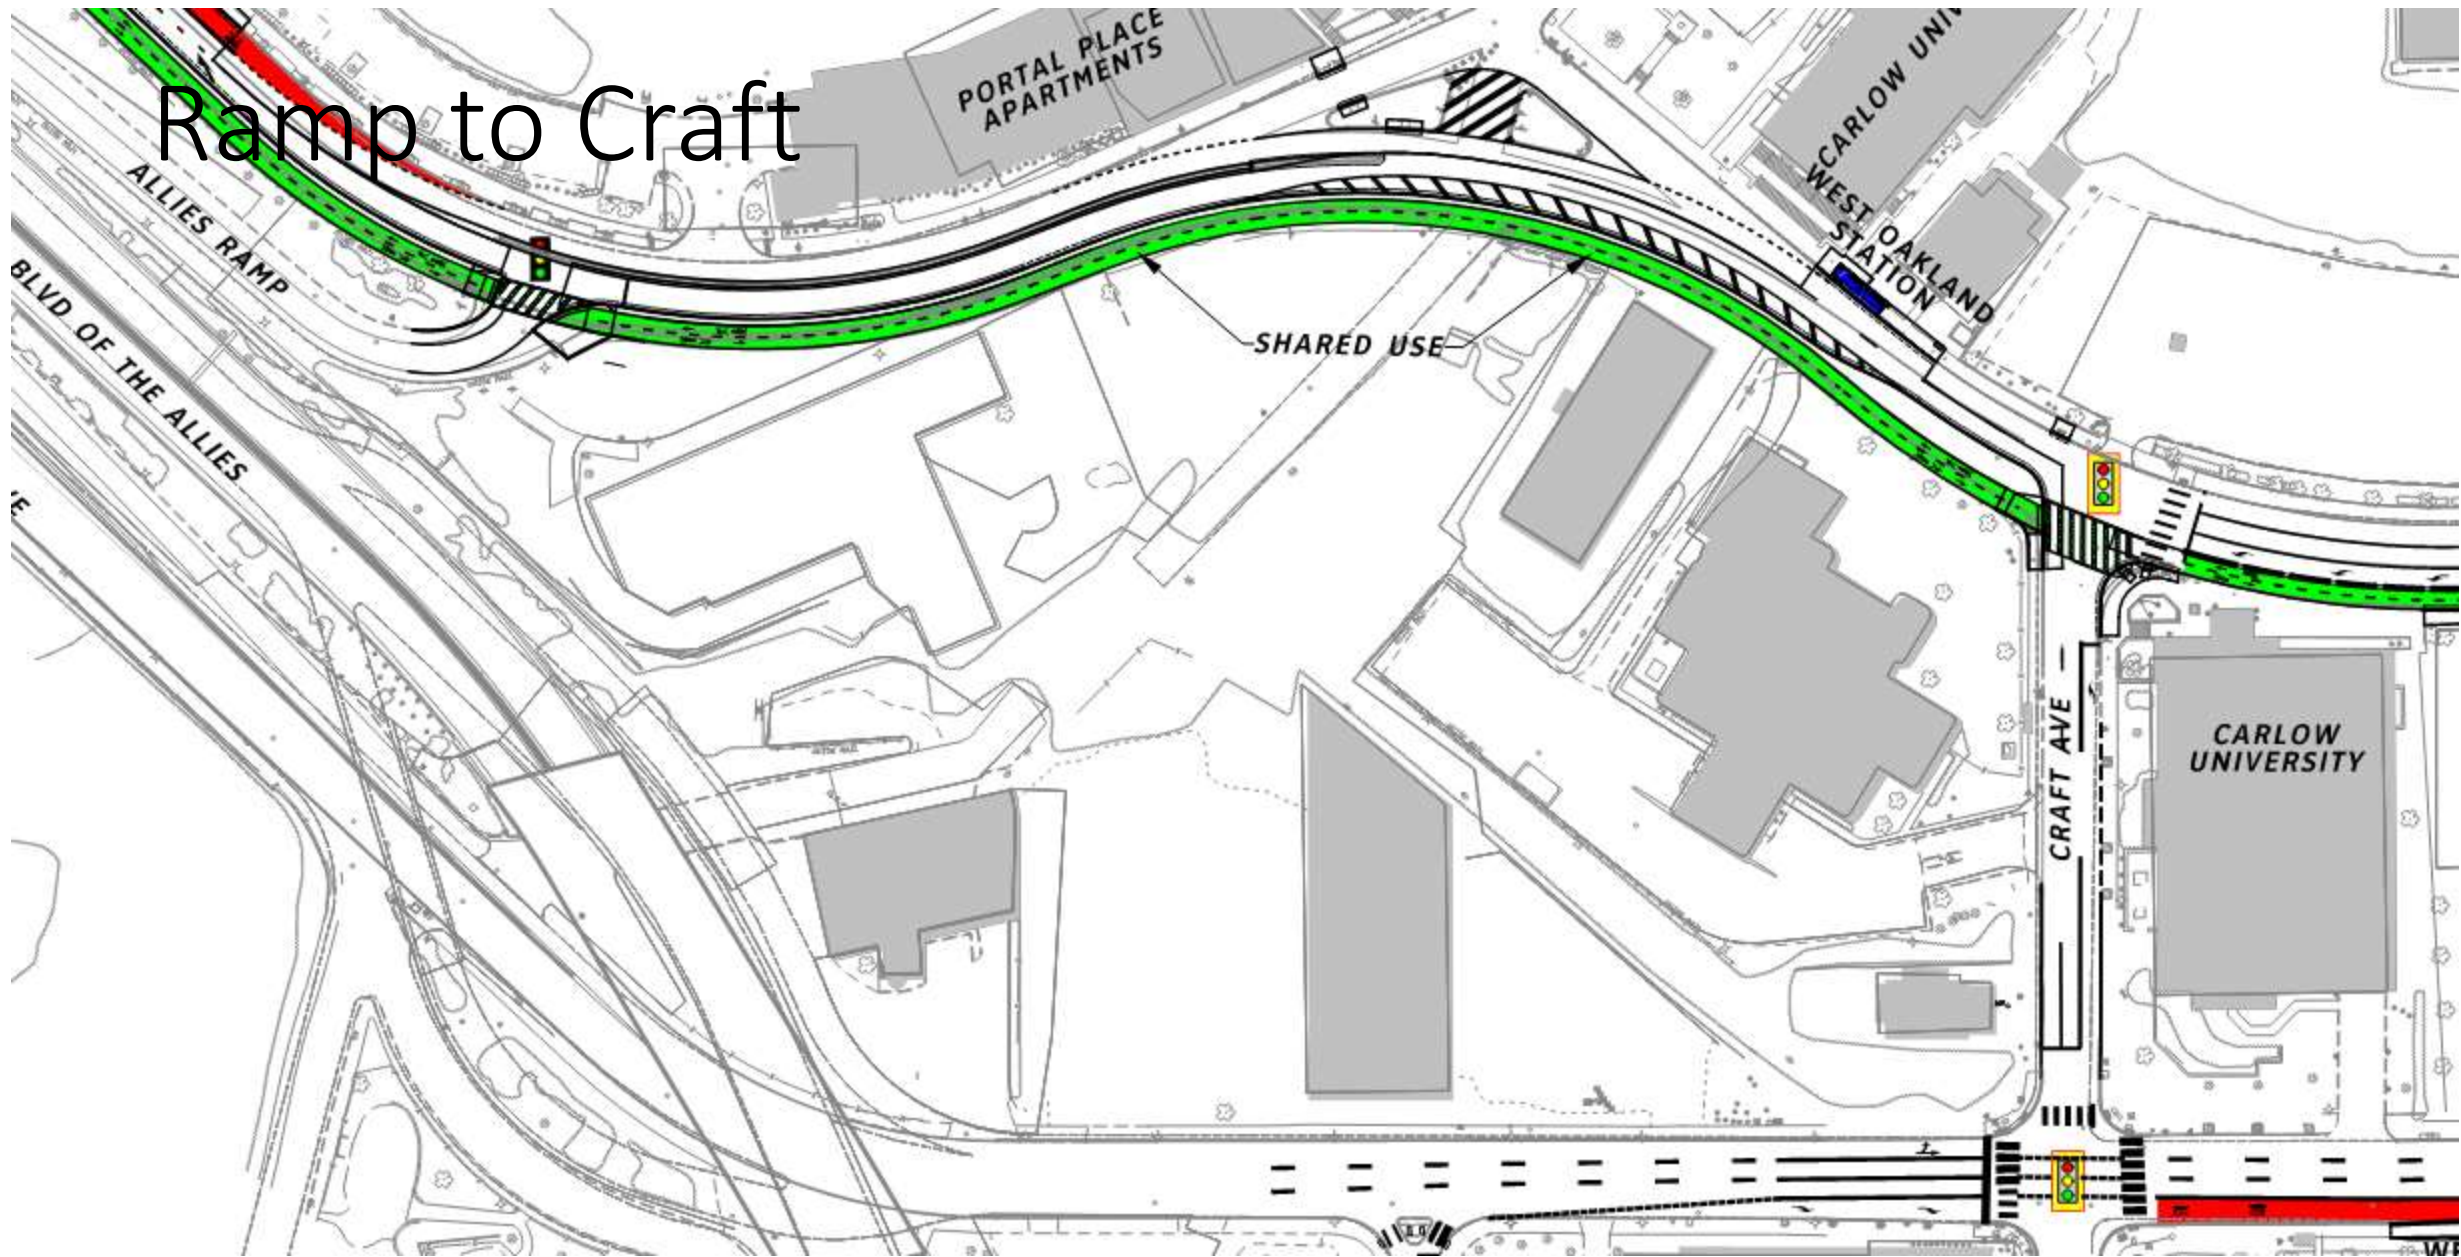 Ramp to Craft
PORTAL PLACE
APARTMENTS
CARLOW UNIV
WEST OAKLAND
STATION
ALLIES RAMP
BLVD OF THE ALLIES
SHARED USE
CRAFT AVE
CARLOW
UNIVERSITY